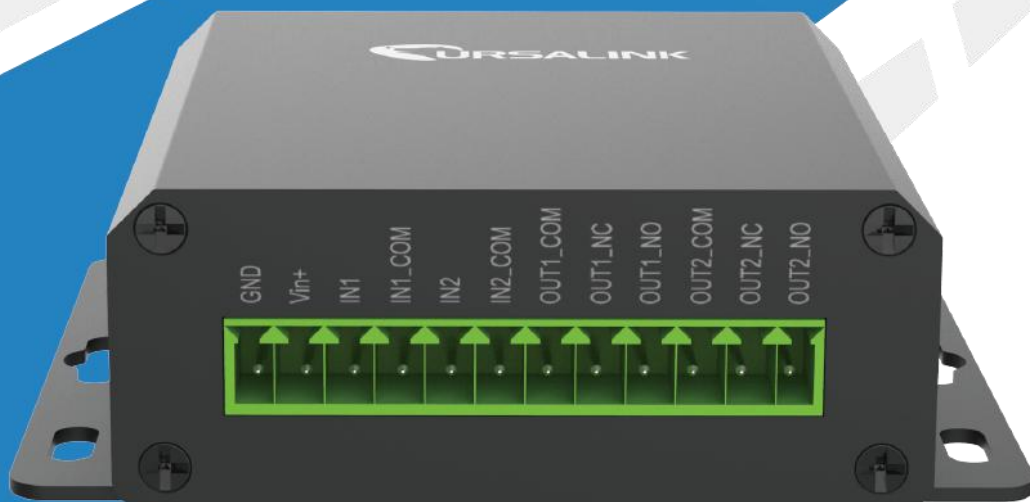 URSALINK
GND
Vin+
IN1
IN1_COM
IN2
IN2_COM
OUT1_COM
OUT1_NC
OUT1_NO
OUT2_COM
OUT2_NC
OUT2_NO